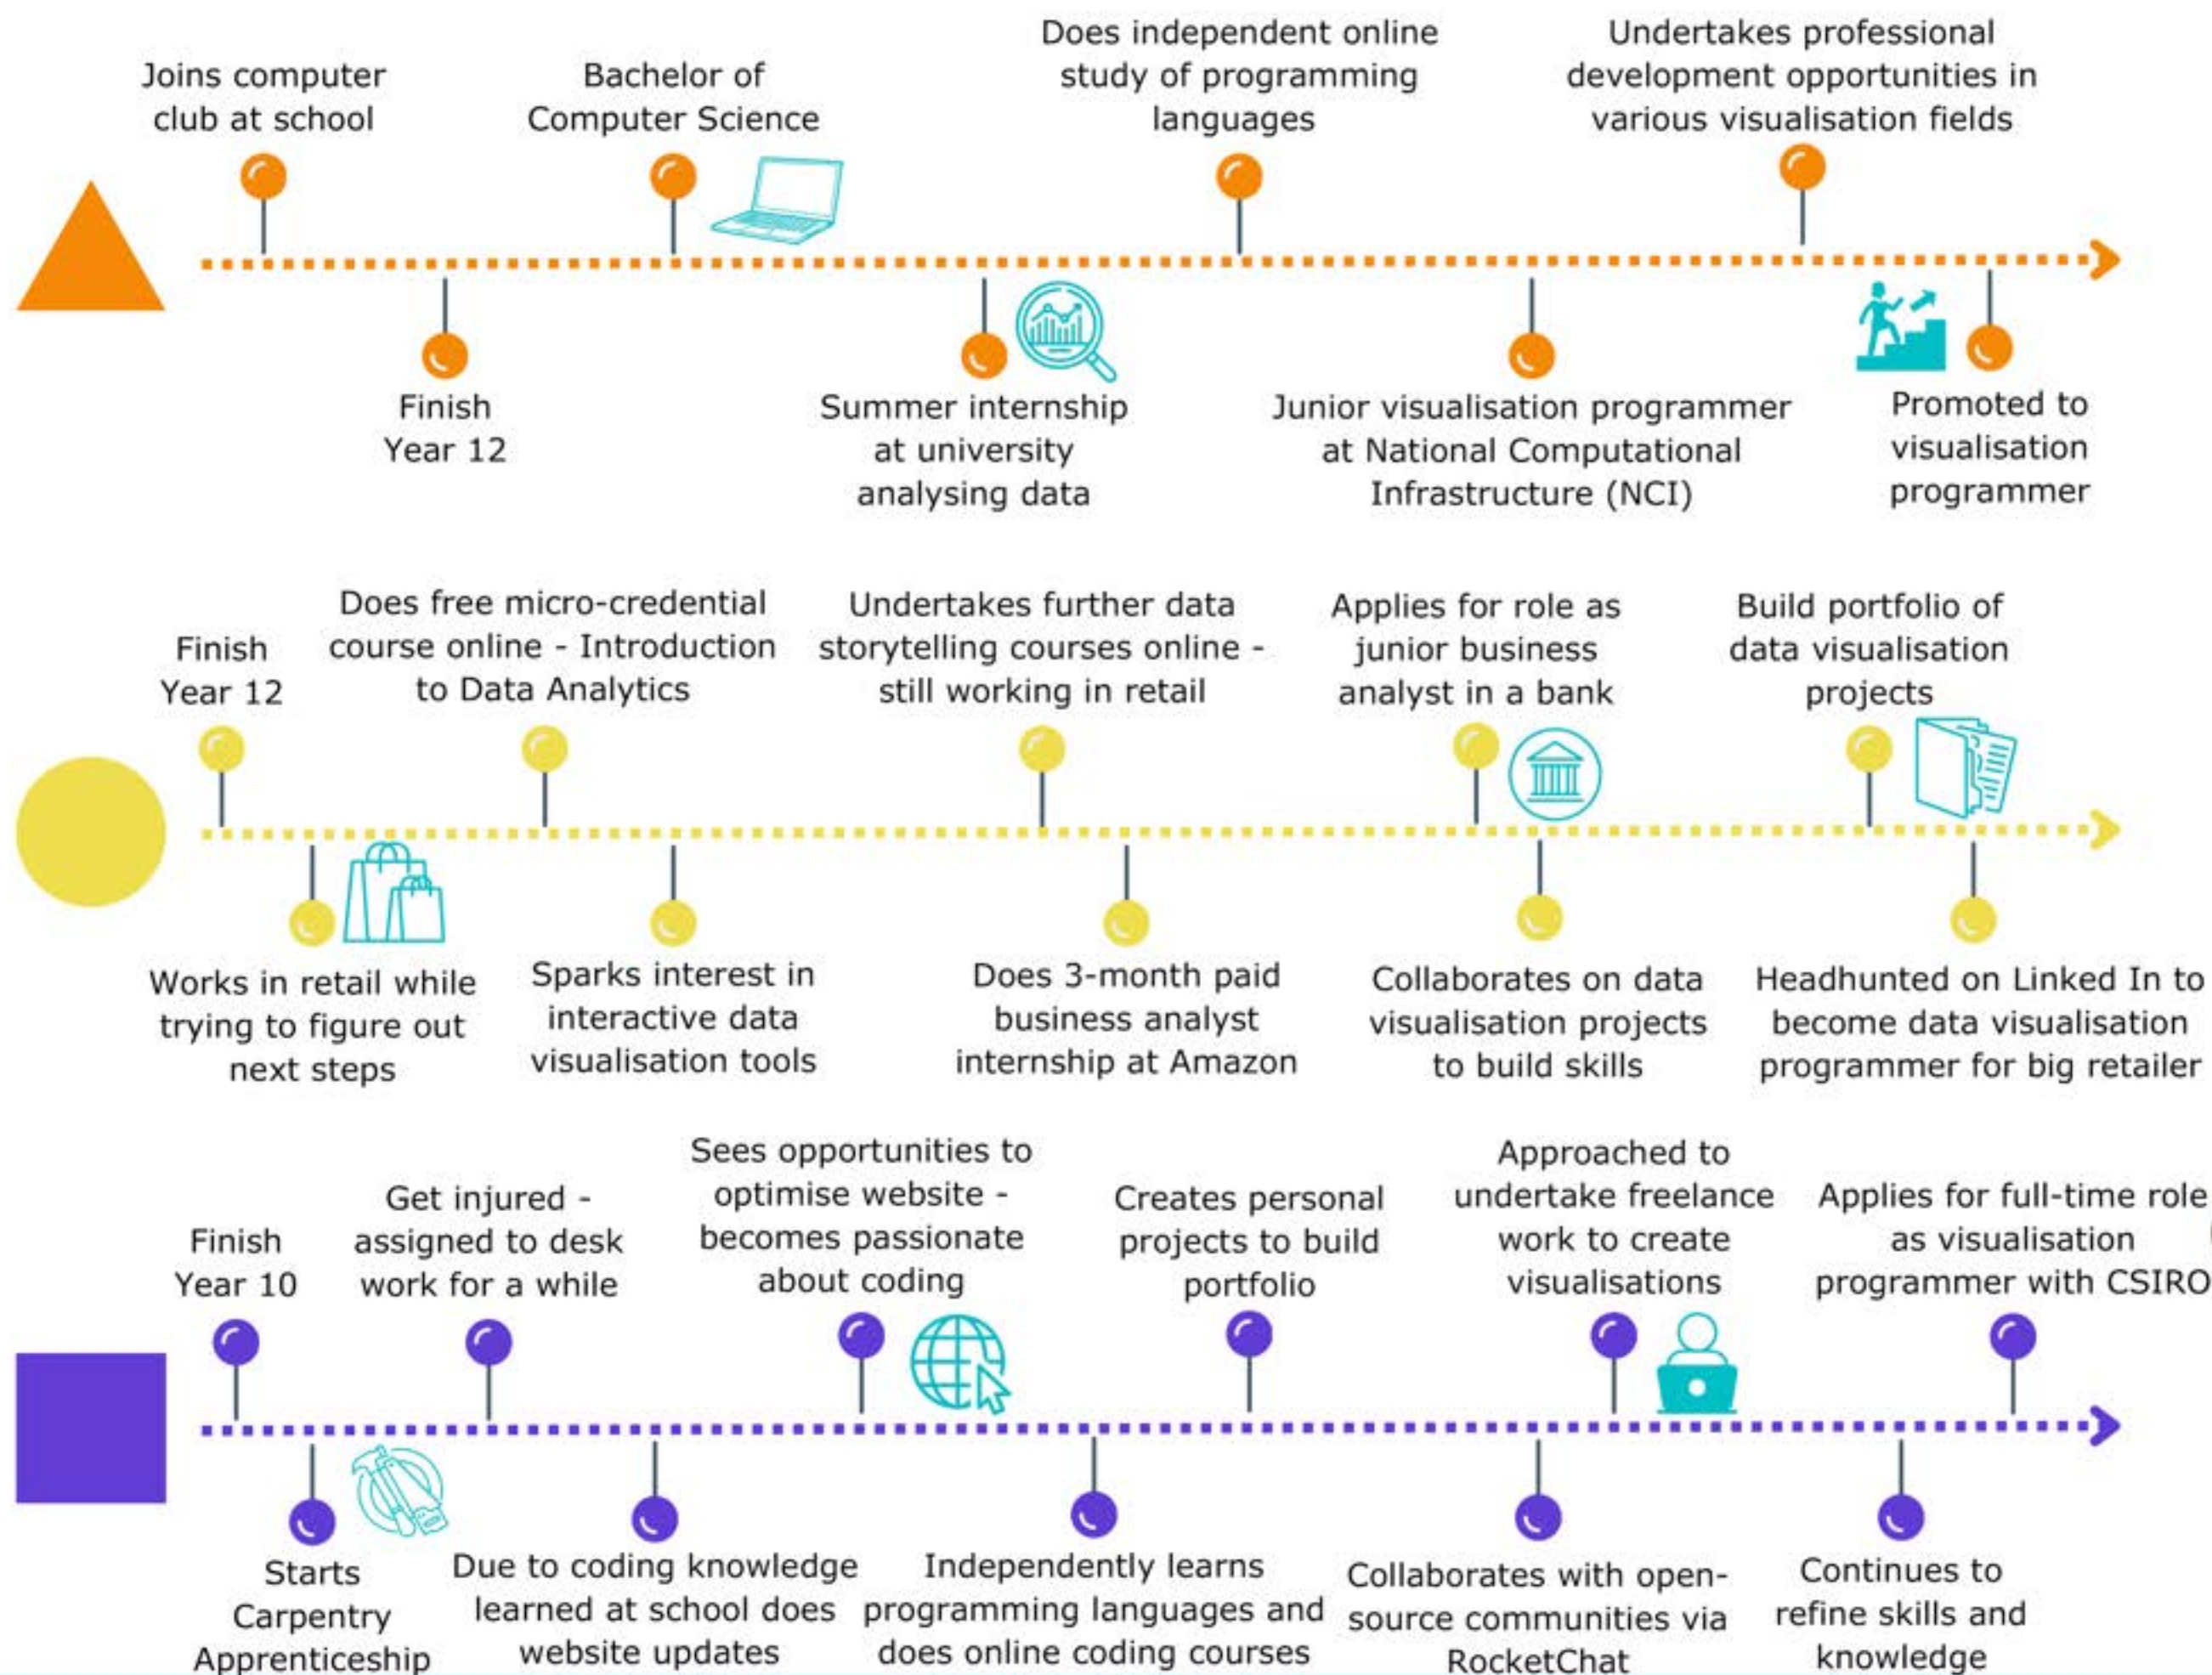 Joins computer
club at school
Finish
Year 12
Bachelor of
Computer Science
Summer internship
at university
analysing data
Does independent online
study of programming
languages
Junior visualisation programmer
at National Computational
Infrastructure (NCI)
Undertakes professional
development opportunities in
various visualisation fields
Promoted to
visualisation
programmer
Finish
Year 12
Works in retail while
trying to figure out
next steps
Does free micro-credential
course online - Introduction
to Data Analytics
Sparks interest in
interactive data
visualisation tools
Undertakes further data
storytelling courses online -
still working in retail
Does 3-month paid
business analyst
internship at Amazon
Applies for role as
junior business
analyst in a bank
Collaborates on data
visualisation projects
to build skills
Build portfolio of
data visualisation
projects
Headhunted on Linked In to
become data visualisation
programmer for big retailer
Finish
Year 10
Starts
Carpentry
Apprenticeship
Get injured -
assigned to desk
work for a while
Due to coding knowledge
learned at school does
website updates
Sees opportunities to
optimise website -
becomes passionate
about coding
Independently learns
programming languages and
does online coding courses
Creates personal
projects to build
portfolio
Collaborates with open-
source communities via
RocketChat
Approached to
undertake freelance
work to create
visualisations
Continues to
refine skills and
knowledge
Applies for full-time role
as visualisation
programmer with CSIRO